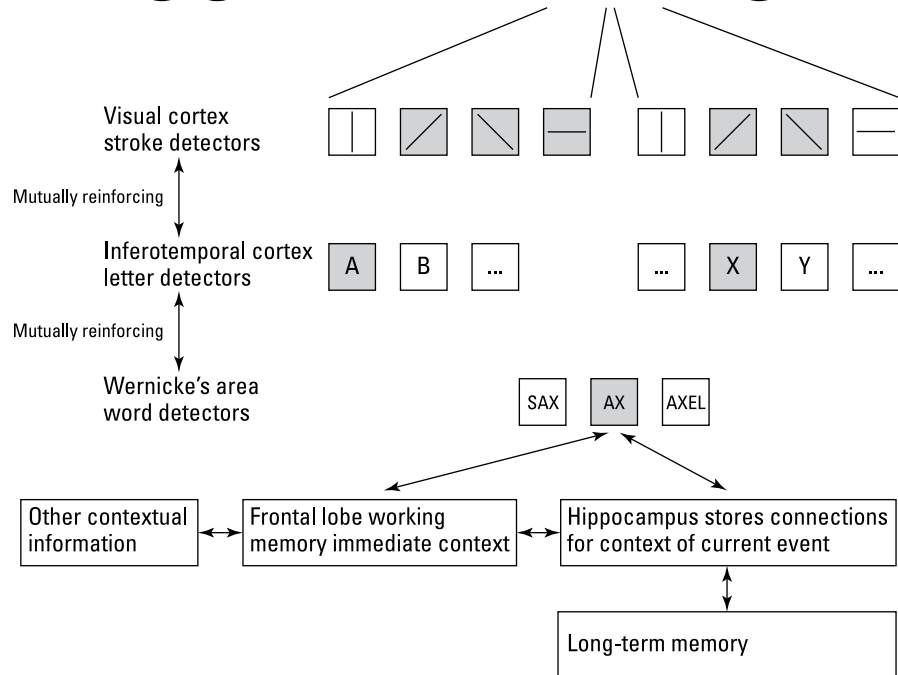 Visual cortex
stroke detectors
Mutually reinforcing
Inferotemporal cortex
letter detectors
A B ... ... X Y ...
Mutually reinforcing
Wernicke's area
word detectors
SAX AX AXEL
Other contextual
information
Frontal lobe working
memory immediate context
Hippocampus stores connections
for context of current event
Long-term memory